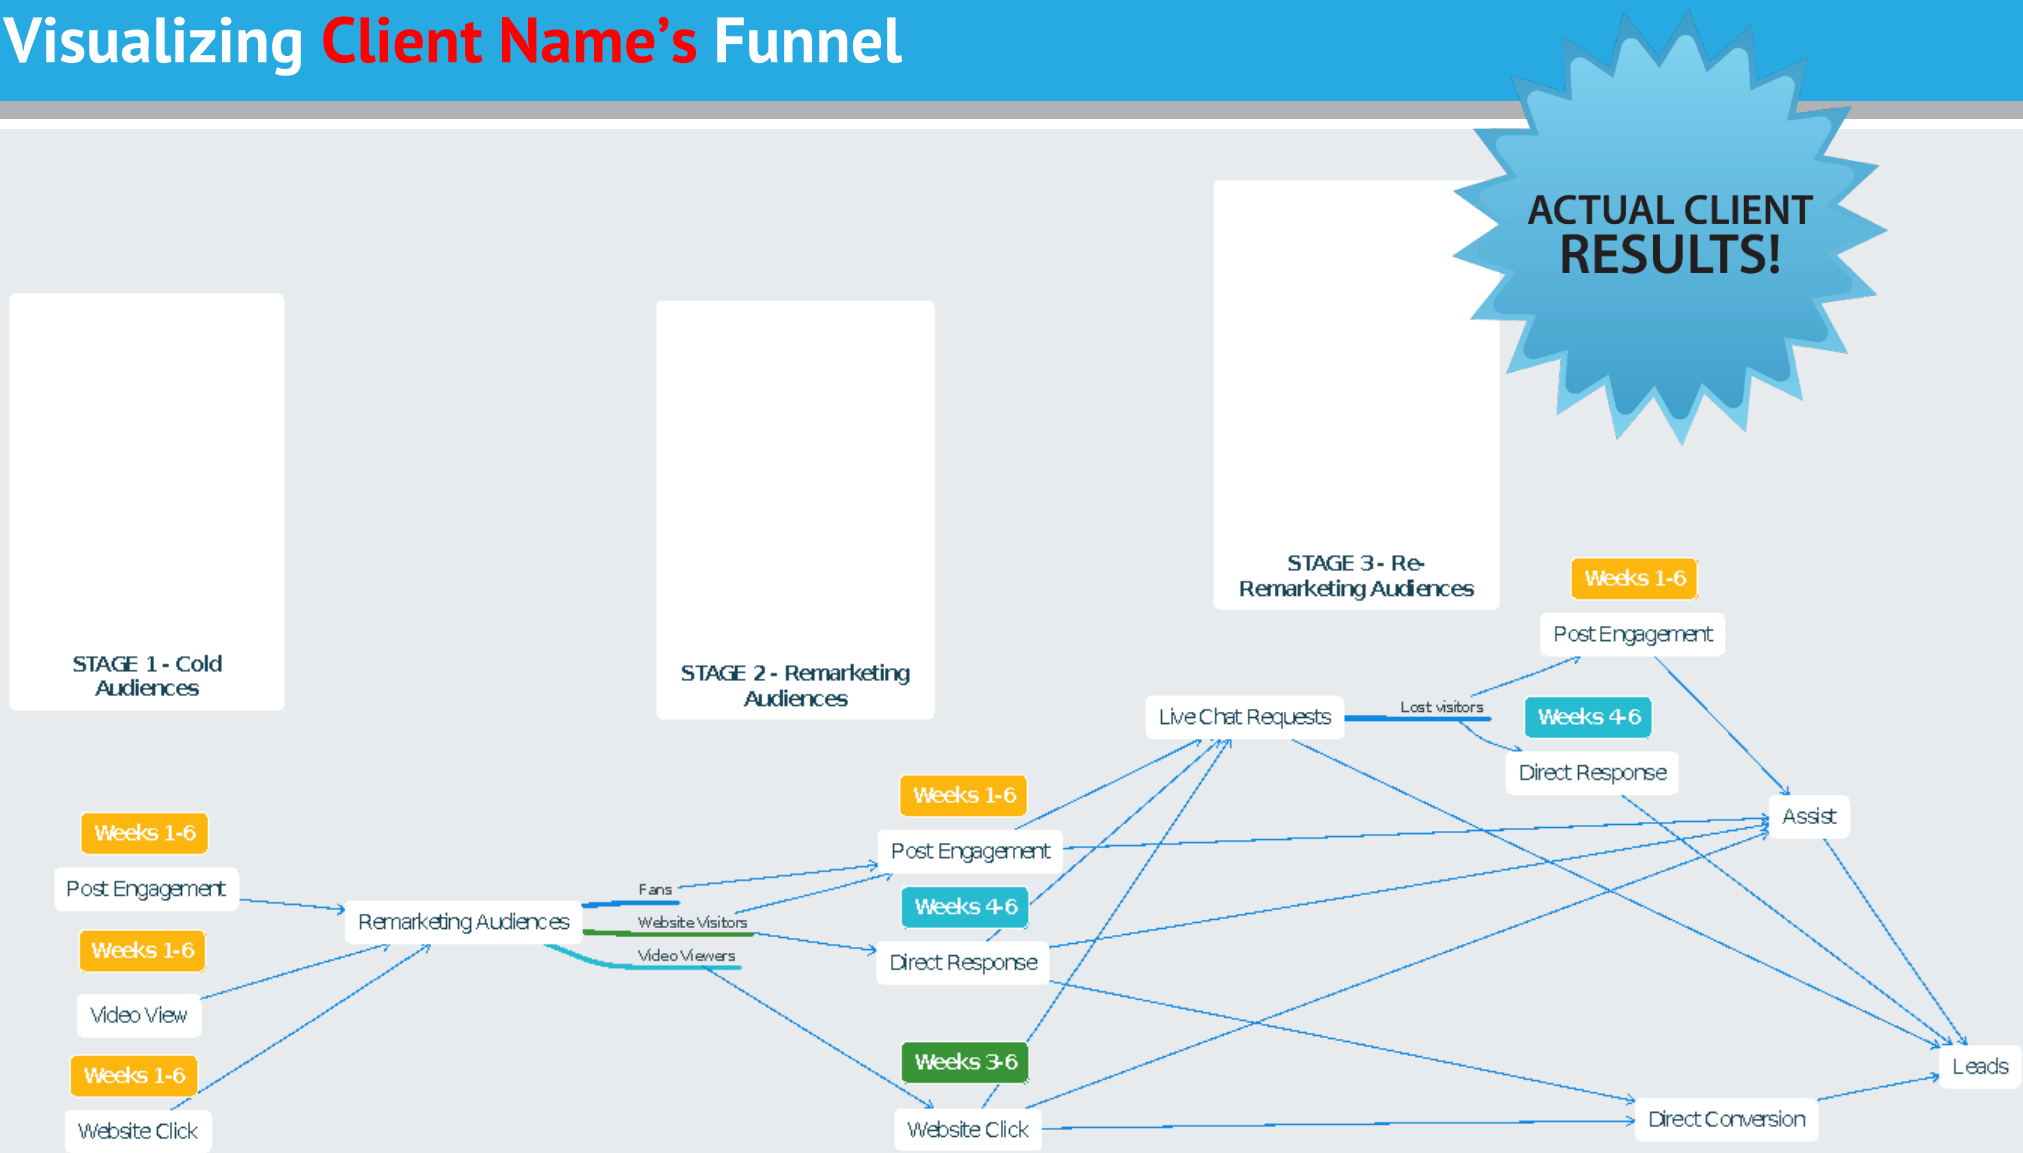 Visualizing Client Name's Funnel
ACTUAL CLIENT
RESULTS!
STAGE 1 - Cold
Audiences
STAGE 2 - Remarketing
Audiences
STAGE 3 - Re-
Remarketing Audiences
Weeks 1-6
Post Engagement
Weeks 1-6
Video View
Weeks 1-6
Website Click
Remarketing Audiences
Fans
Website Visitors
Video Viewers
Weeks 1-6
Post Engagement
Weeks 4-6
Direct Response
Weeks 3-6
Website Click
Live Chat Requests
Lost visitors
Weeks 1-6
Post Engagement
Weeks 4-6
Direct Response
Assist
Direct Conversion
Leads